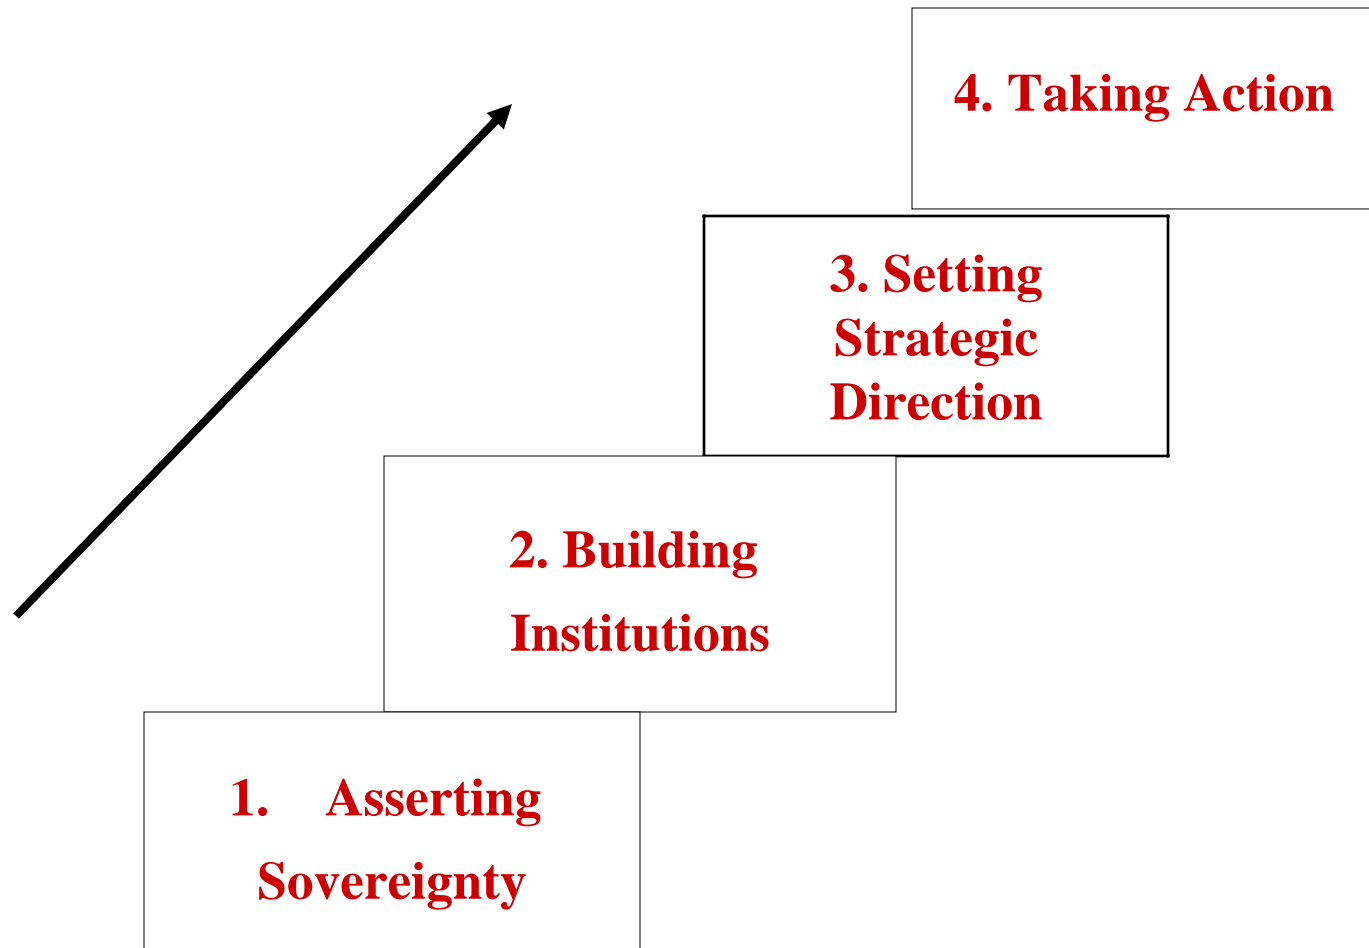 4. Taking Action
3. Setting
Strategic
Direction
2. Building
Institutions
1. Asserting
Sovereignty